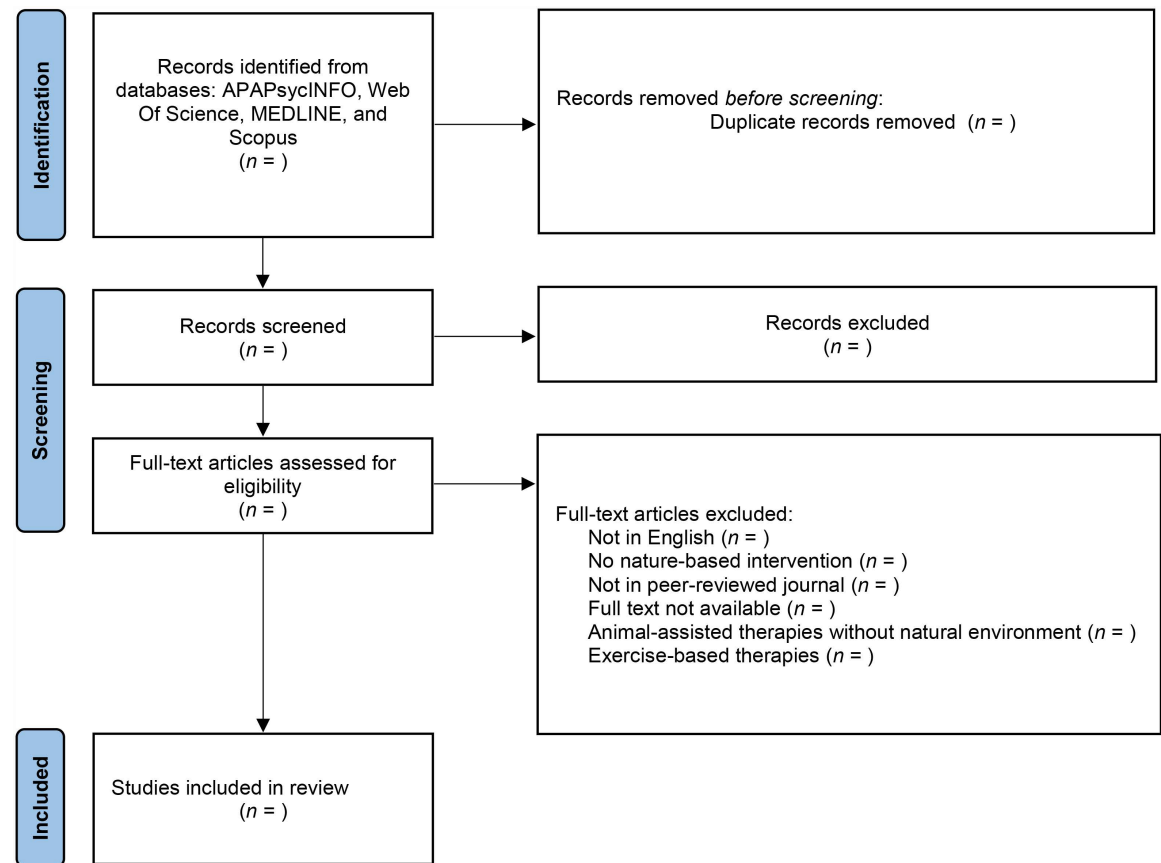 Identification
Records identified from
databases: APAPsycINFO, Web
Of Science, MEDLINE, and
Scopus
(n = )
Records removed before screening:
Duplicate records removed (n = )
Screening
Records screened
(n = )
Records excluded
(n = )
Full-text articles assessed for
eligibility
(n = )
Full-text articles excluded:
Not in English (n = )
No nature-based intervention (n = )
Not in peer-reviewed journal (n = )
Full text not available (n = )
Animal-assisted therapies without natural environment (n = )
Exercise-based therapies (n = )
Included
Studies included in review
(n = )